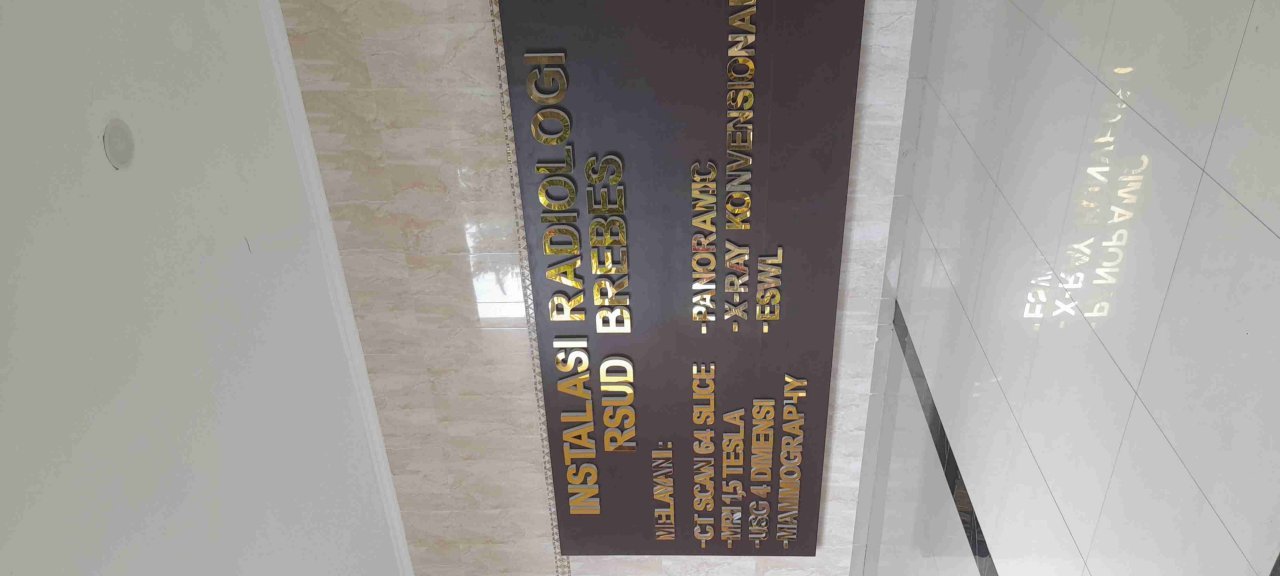 INSTALASI RADIOLOGI
RSUD BREBES
MELAYANI :
-CT SCAN 64 SLICE
-MRI 1,5 TESLA
-USG 4 DIMENSI
-MAMMOGRAPHY
-PANORAMIC
-X-RAY KONVENSIONAL
-ESWL